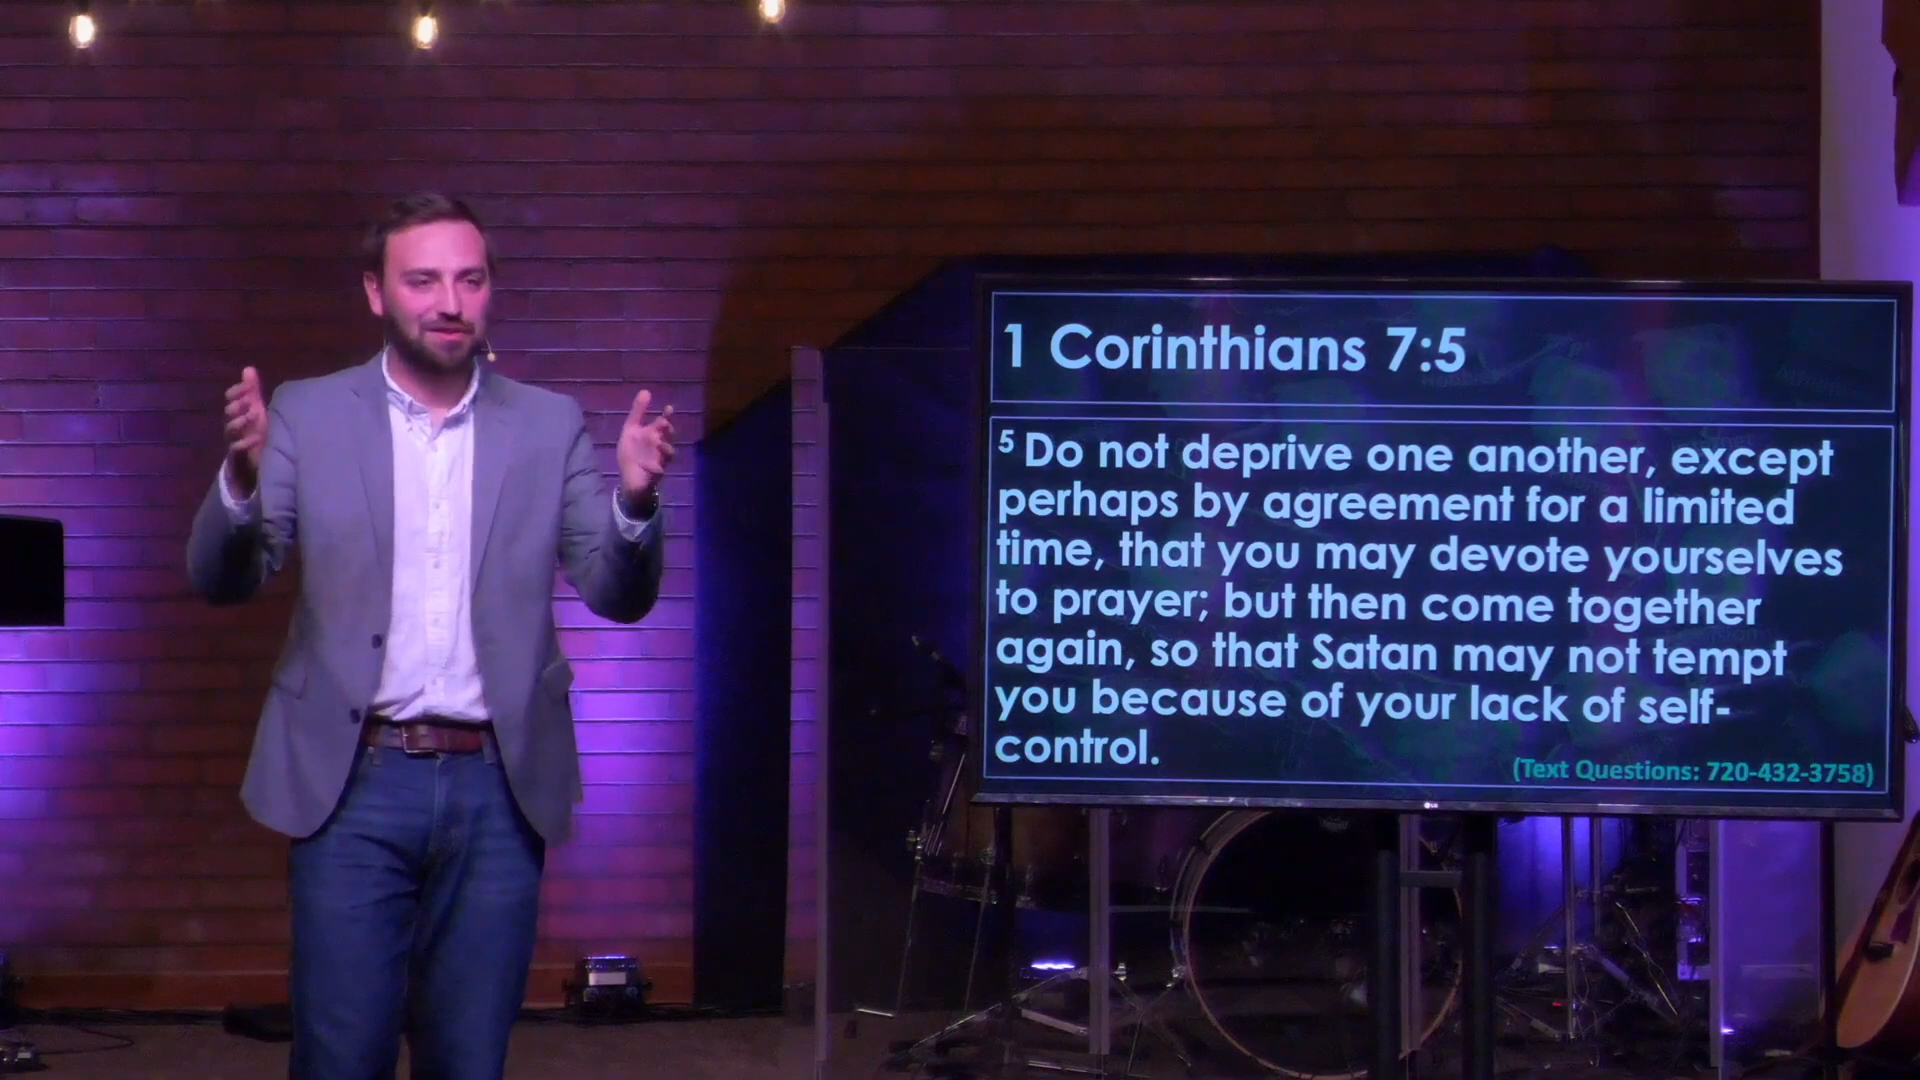 1 Corinthians 7:5
5 Do not deprive one another, except
perhaps by agreement for a limited
time, that you may devote yourselves
to prayer; but then come together
again, so that Satan may not tempt
you because of your lack of self-
control.
(Text Questions: 720-432-3758)
LG